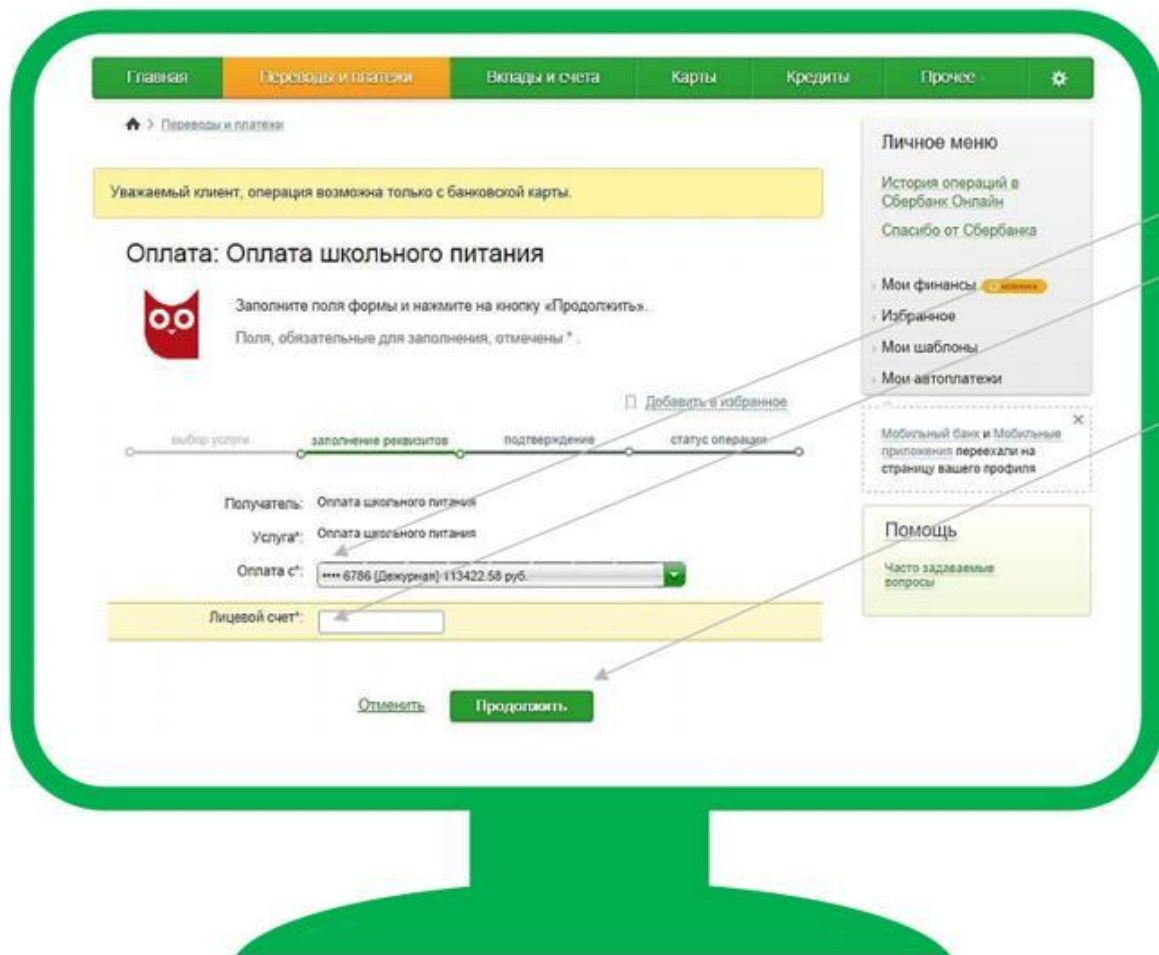 Главная Переводы и платежи Вклады и счета Карты Кредиты Прочее
Переводы и платежи
Уважаемый клиент, операция возможна только с банковской карты.
Оплата: Оплата школьного питания
Заполните поля формы и нажмите на кнопку «Продолжить».
Поля, обязательные для заполнения, отмечены * .
Добавить в избранное
выбор услуги заполнение реквизитов подтверждение статус операции
Получатель: Оплата школьного питания
Услуга*: Оплата школьного питания
Оплата с*: •••• 6786 [Дежурная] 113422.58 руб.
Лицевой счет*:
Отменить Продолжить
Личное меню
История операций в
Сбербанк Онлайн
Спасибо от Сбербанка
Мои финансы
Избранное
Мои шаблоны
Мои автоплатежи
Мобильный банк и Мобильные
приложения переехали на
страницу вашего профиля
Помощь
Часто задаваемые
вопросы